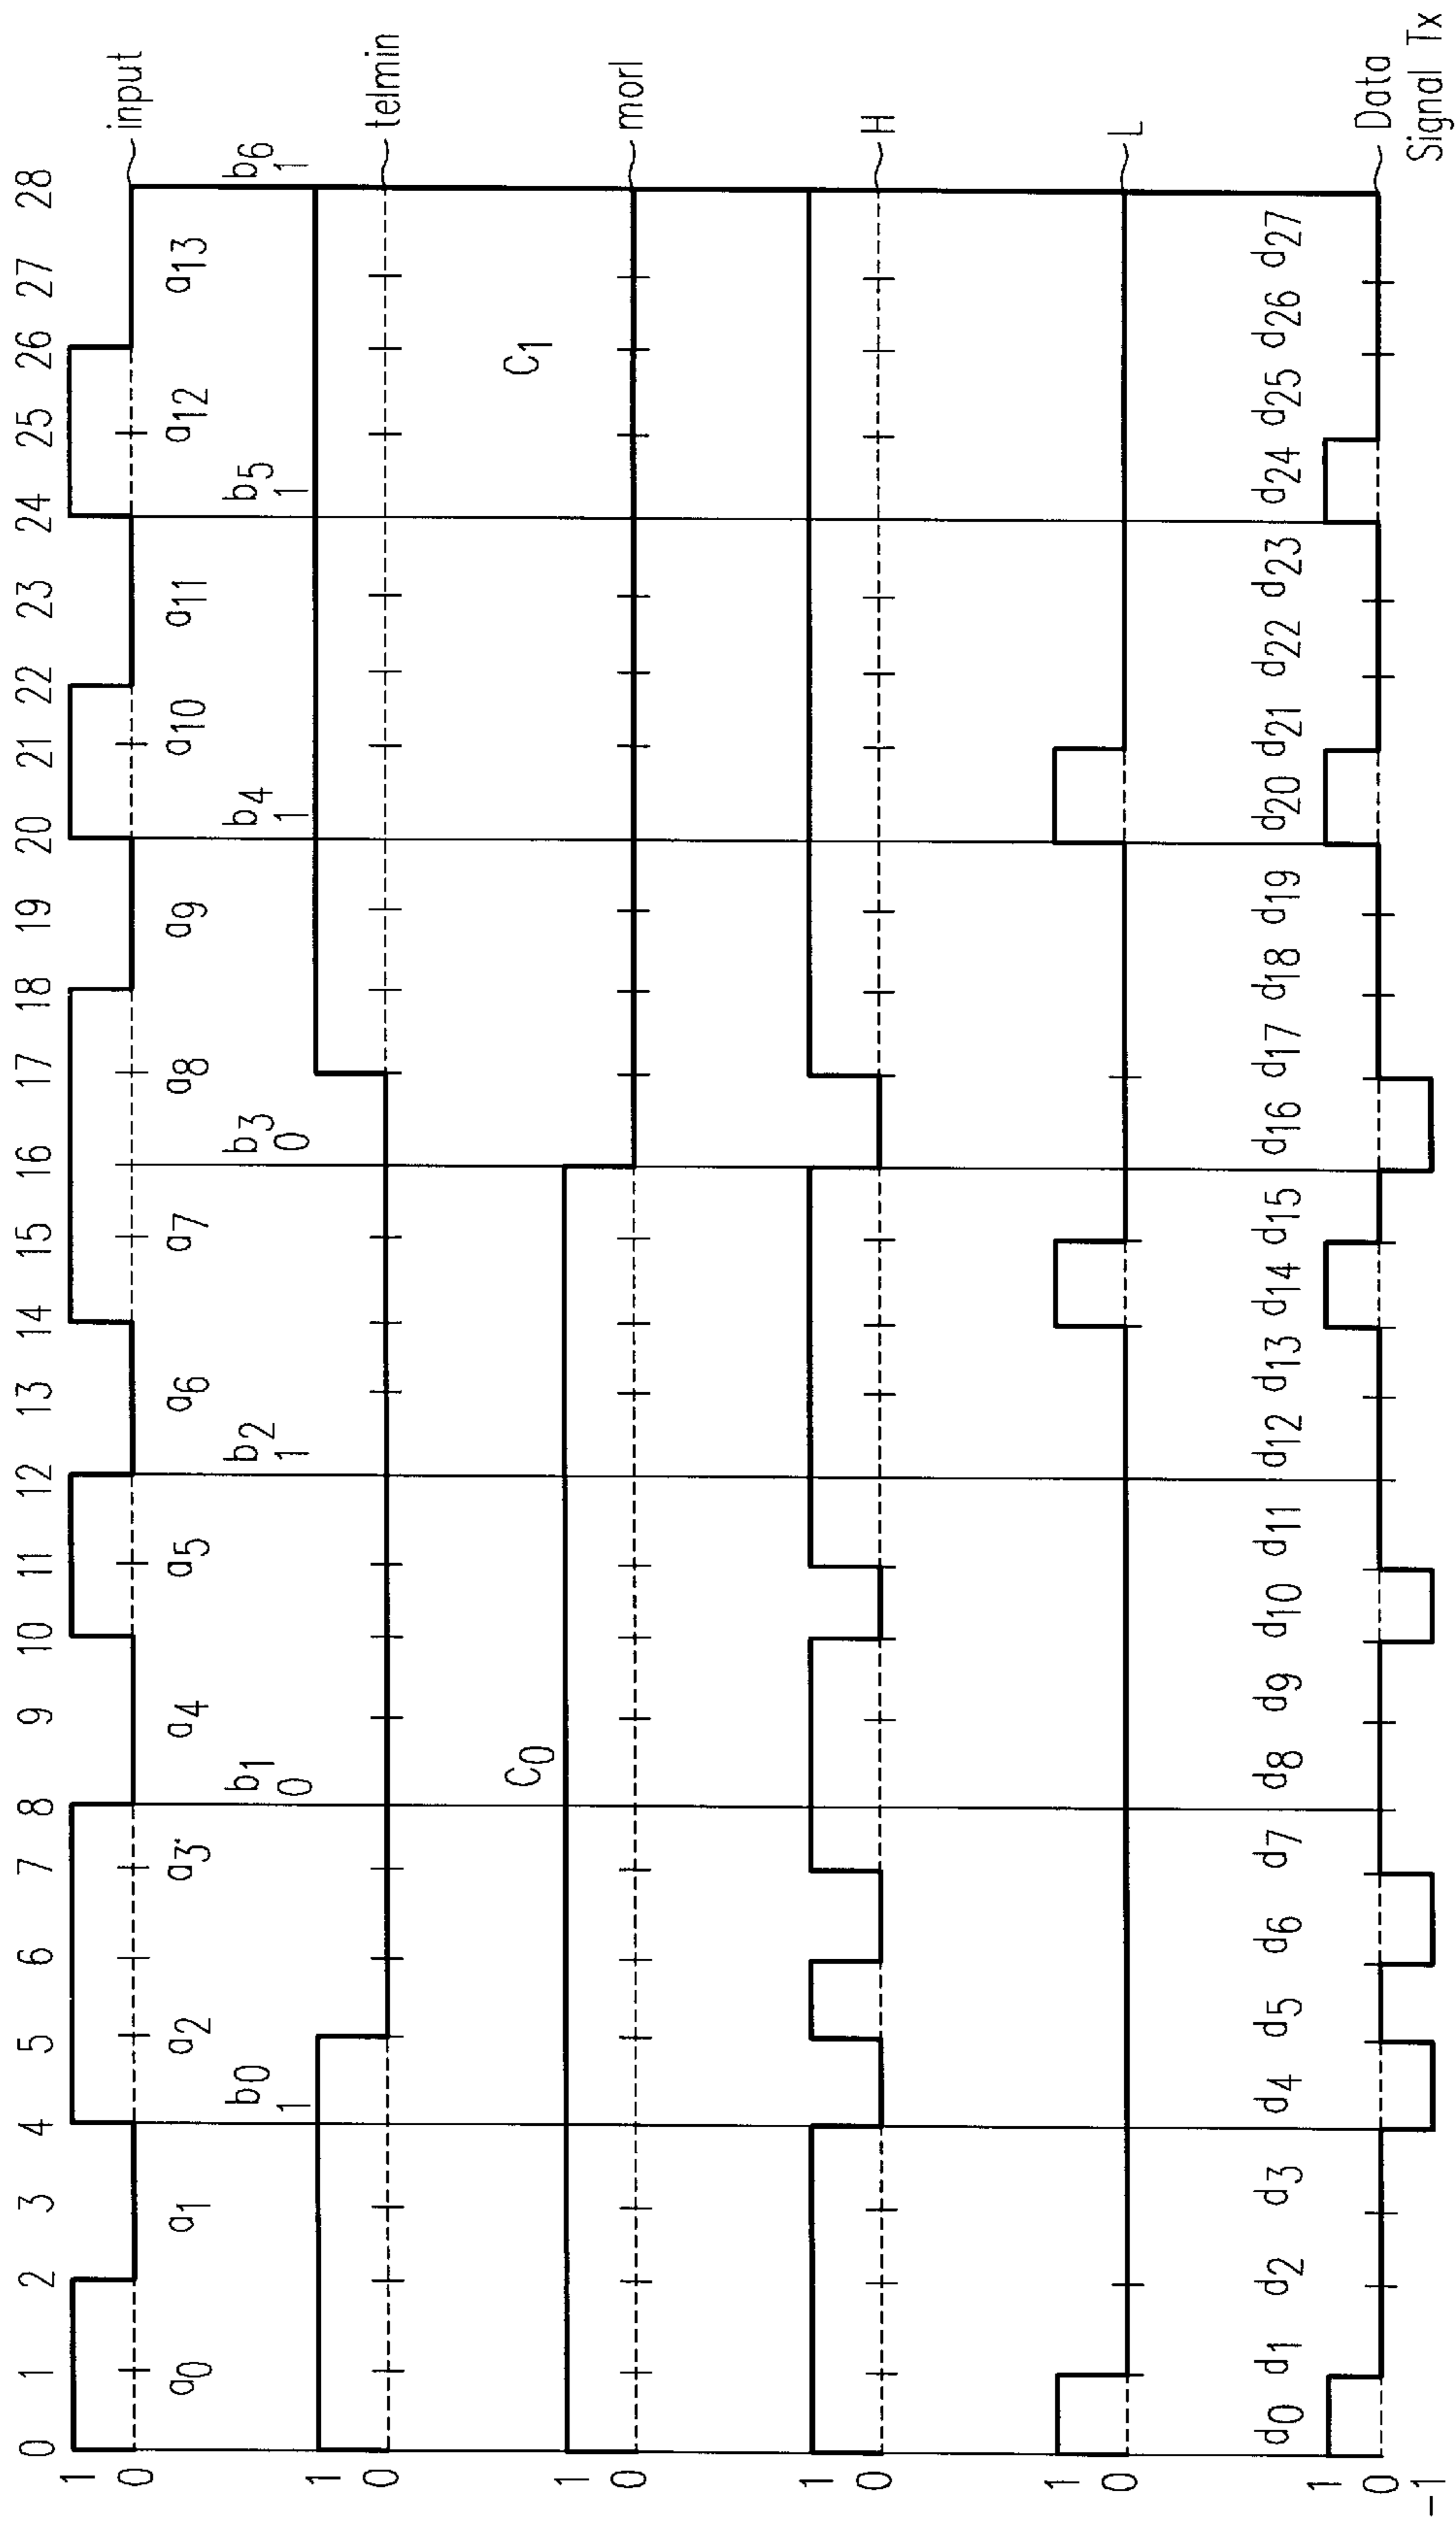 0 1 2 3 4 5 6 7 8 9 10 11 12 13 14 15 16 17 18 19 20 21 22 23 24 25 26 27 28
1
0
input
a0 a1 a2 a3 a4 a5 a6 a7 a8 a9 a10 a11 a12 a13
b0 b1 b2 b3 b4 b5 b6
1 0 1 0 1 1 1
1
0
telmin
C0 C1
1
0
morl
1
0
H
1
0
L
d0 d1 d2 d3 d4 d5 d6 d7 d8 d9 d10 d11 d12 d13 d14 d15 d16 d17 d18 d19 d20 d21 d22 d23 d24 d25 d26 d27
1
0
-1
Data
Signal Tx